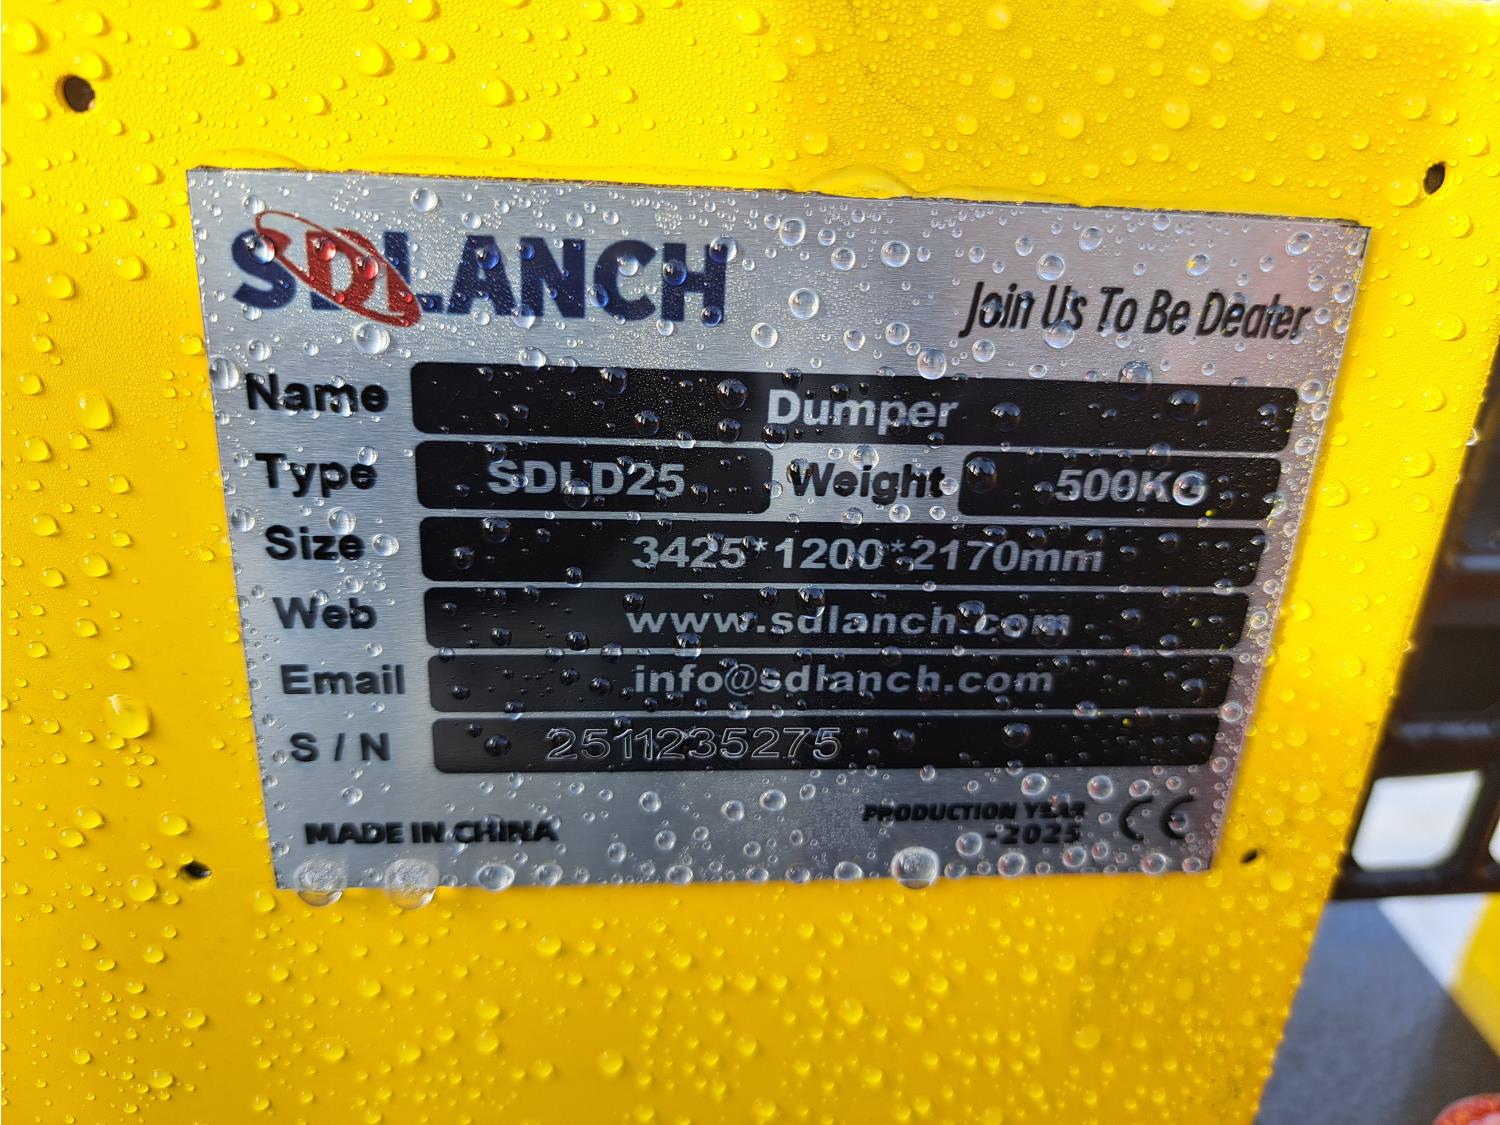 SDLANCH
Join Us To Be Dealer
Name Dumper
Type SDLD25 Weight 500KG
Size 3425*1200*2170mm
Web www.sdlanch.com
Email info@sdlanch.com
S / N 2511235275
MADE IN CHINA
PRODUCTION YEAR
-2025
CE